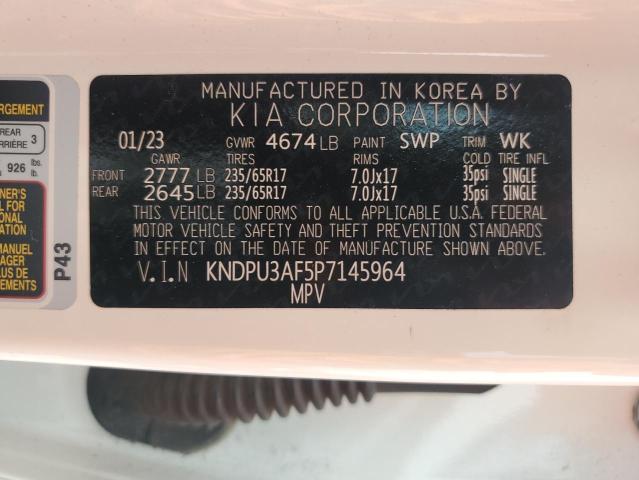 MANUFACTURED IN KOREA BY
KIA CORPORATION
01/23 GVWR 4674 LB PAINT SWP TRIM WK
GAWR TIRES RIMS COLD TIRE INFL
FRONT 2777 LB 235/65R17 7.0Jx17 35psi SINGLE
REAR 2645 LB 235/65R17 7.0Jx17 35psi SINGLE
THIS VEHICLE CONFORMS TO ALL APPLICABLE U.S.A. FEDERAL
MOTOR VEHICLE SAFETY AND THEFT PREVENTION STANDARDS
IN EFFECT ON THE DATE OF MANUFACTURE SHOWN ABOVE.
V.I.N KNDPU3AF5P7145964
MPV
P43
REAR
3
926 lbs.
lb.
MANUEL